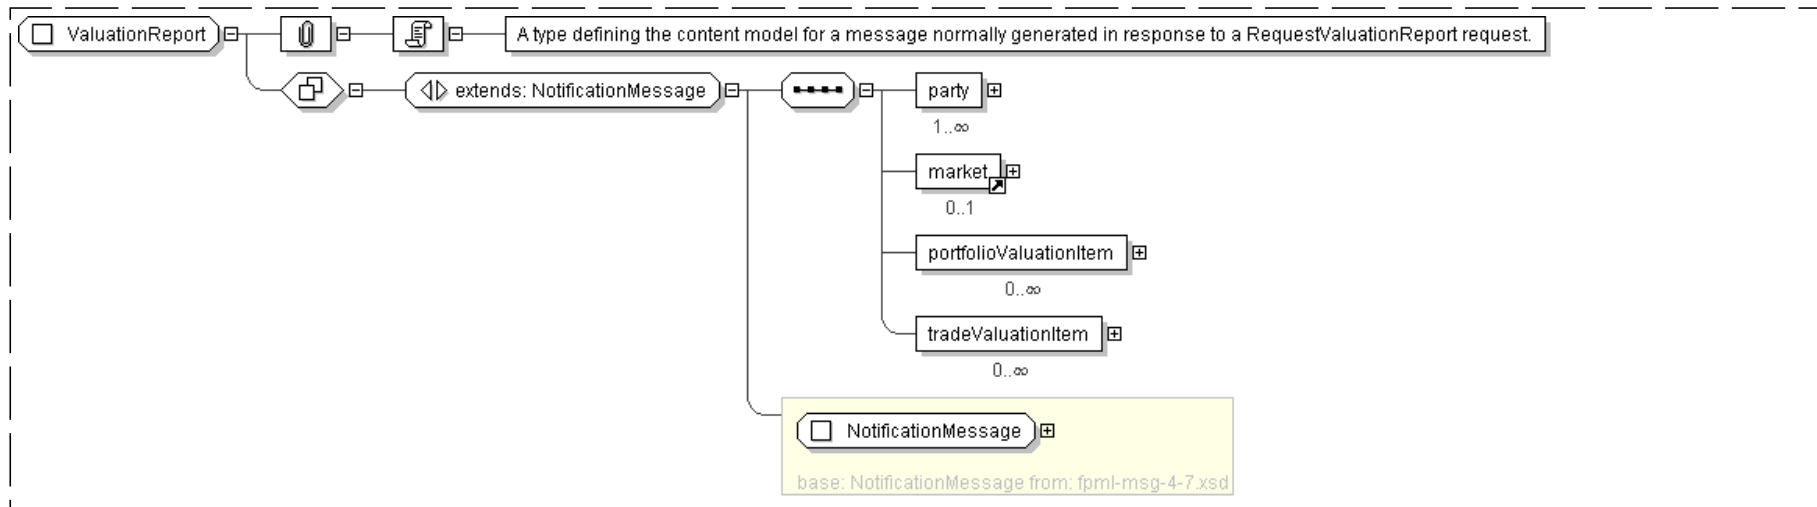 ValuationReport
A type defining the content model for a message normally generated in response to a RequestValuationReport request.
extends: NotificationMessage
party
1..∞
market
0..1
portfolioValuationItem
0..∞
tradeValuationItem
0..∞
NotificationMessage
base: NotificationMessage from: fpml-msg-4-7.xsd